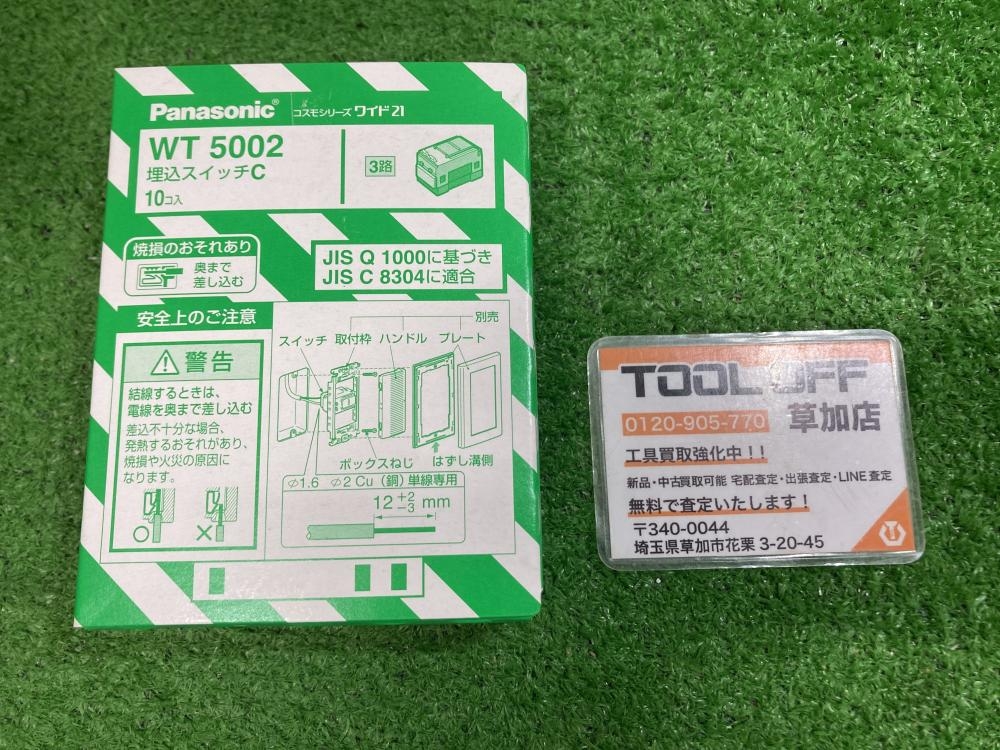 Panasonic® コスモシリーズ ワイド21
WT 5002
埋込スイッチC
10コ入
3路
焼損のおそれあり
奥まで
差し込む
JIS Q 1000に基づき
JIS C 8304に適合
安全上のご注意
警告
結線するときは、
電線を奥まで差し込む
差込不十分な場合、
発熱するおそれがあり、
焼損や火災の原因に
なります。
○ ×
別売
スイッチ 取付枠 ハンドル プレート
ボックスねじ はずし溝側
φ1.6 φ2 Cu (銅) 単線専用
12 +2 -3 mm
TOOL OFF
0120-905-770 草加店
工具買取強化中!!
新品・中古買取可能 宅配査定・出張査定・LINE査定
無料で査定いたします!
〒340-0044
埼玉県草加市花栗 3-20-45